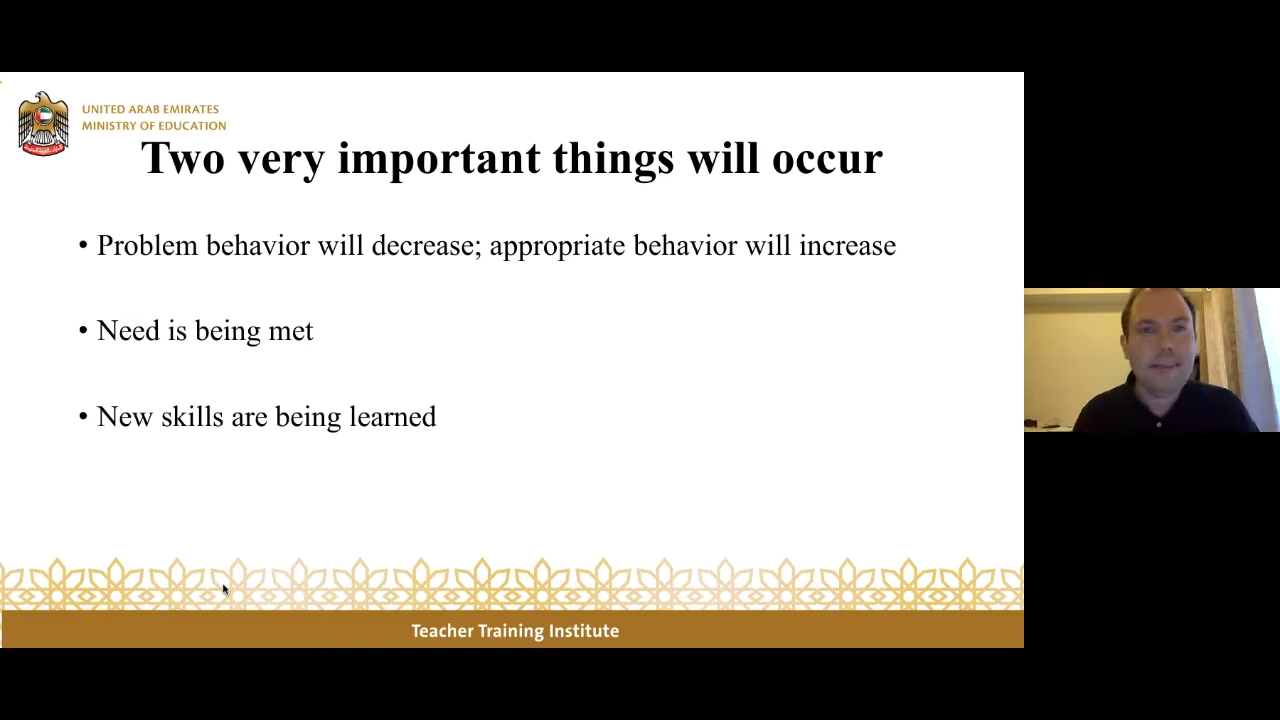 UNITED ARAB EMIRATES
MINISTRY OF EDUCATION
Two very important things will occur
• Problem behavior will decrease; appropriate behavior will increase
• Need is being met
• New skills are being learned
Teacher Training Institute